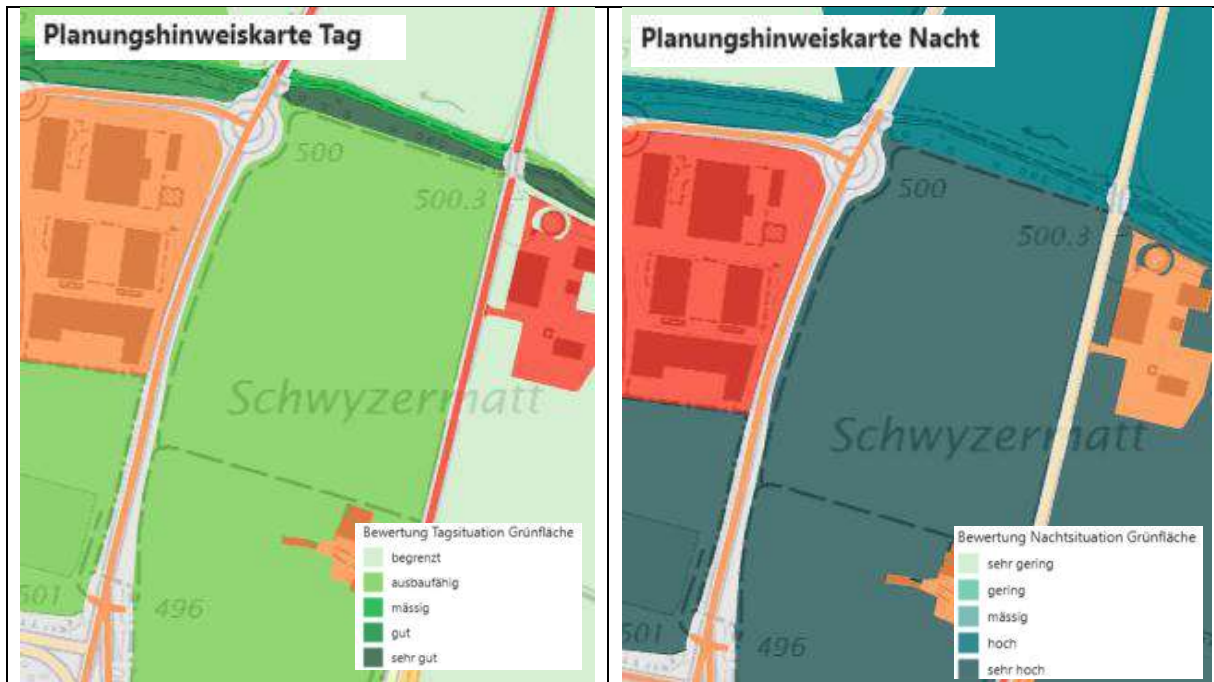 Planungshinweiskarte Tag
500
500.3
Schwyzermatt
Bewertung Tagsituation Grünfläche
begrenzt
ausbaufähig
mässig
gut
sehr gut
501
496
Planungshinweiskarte Nacht
500
500.3
Schwyzermatt
Bewertung Nachtsituation Grünfläche
sehr gering
gering
mässig
hoch
sehr hoch
501
496